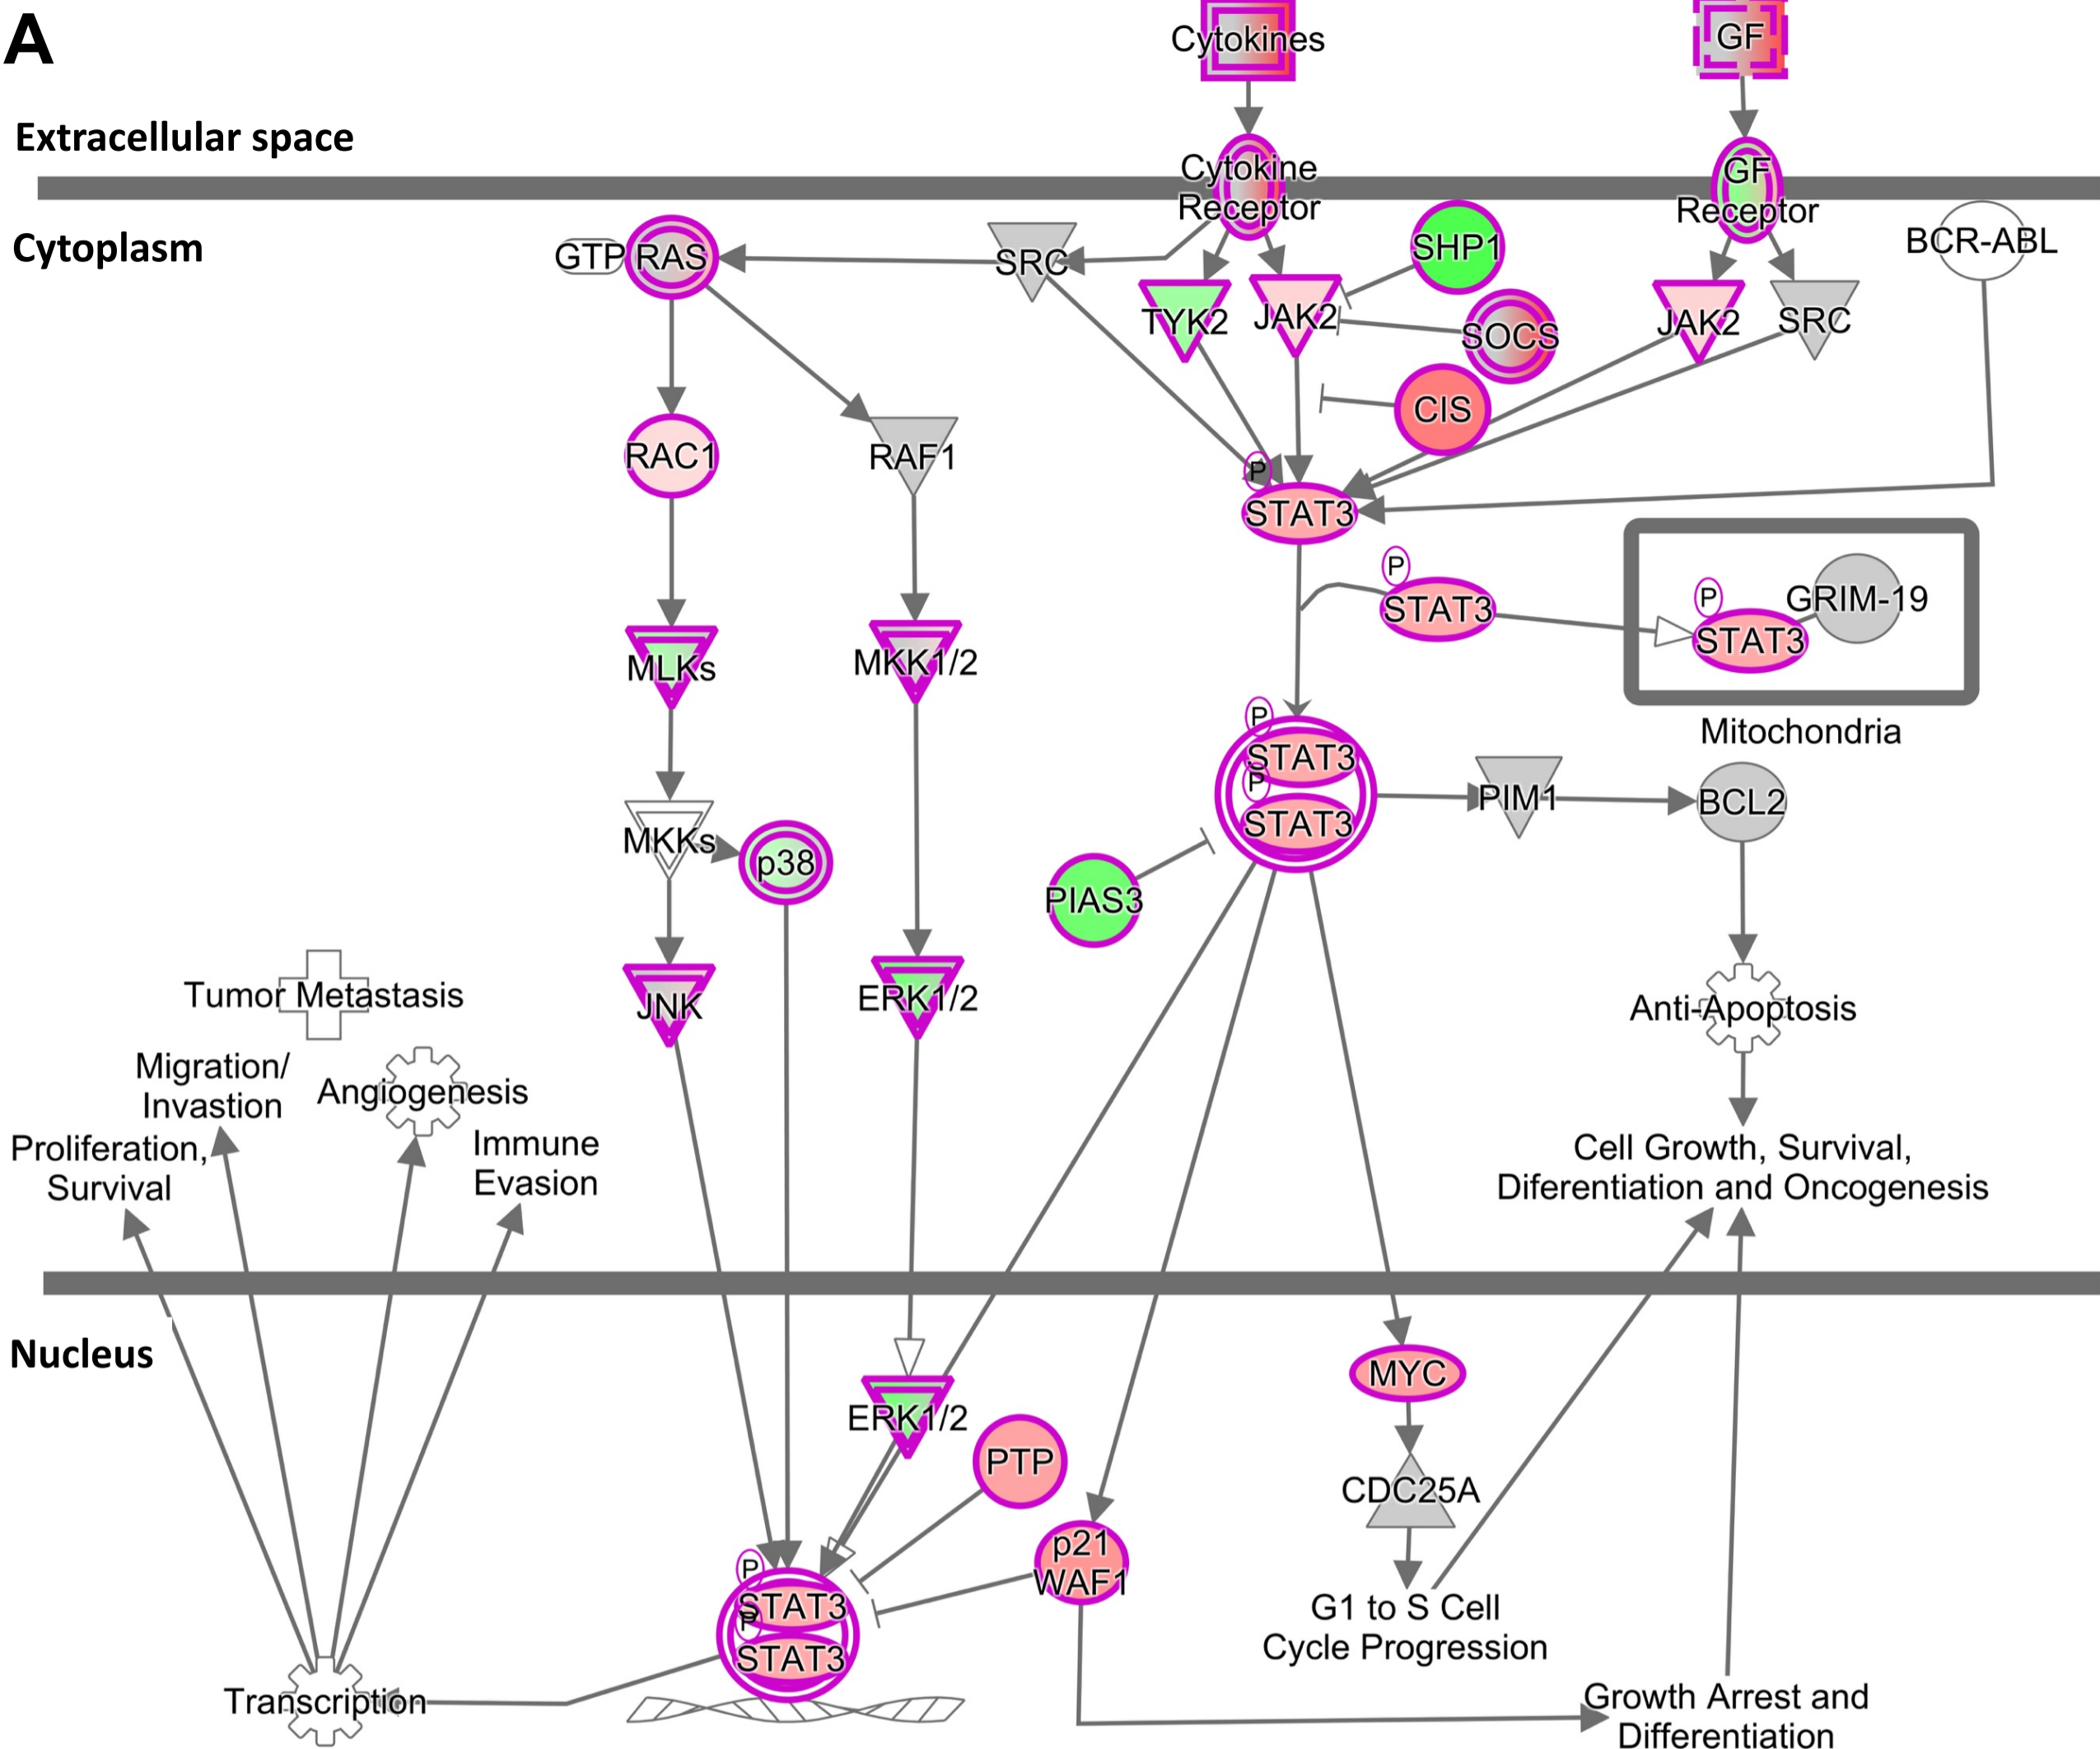 A
Cytokines
GF
Extracellular space
Cytokine
Receptor
GF
Receptor
Cytoplasm
GTP
RAS
SRC
SHP1
BCR-ABL
TYK2
JAK2
SOCS
JAK2
SRC
CIS
RAC1
RAF1
P
STAT3
P
STAT3
P
STAT3
GRIM-19
Mitochondria
MLKs
MKK1/2
P
STAT3
P
STAT3
PIM1
BCL2
MKKs
p38
PIAS3
Tumor Metastasis
JNK
ERK1/2
Anti-Apoptosis
Migration/
Invastion
Angiogenesis
Proliferation,
Survival
Immune
Evasion
Cell Growth, Survival,
Diferentiation and Oncogenesis
Nucleus
MYC
ERK1/2
PTP
CDC25A
p21
WAF1
P
STAT3
P
STAT3
G1 to S Cell
Cycle Progression
Transcription
Growth Arrest and
Differentiation